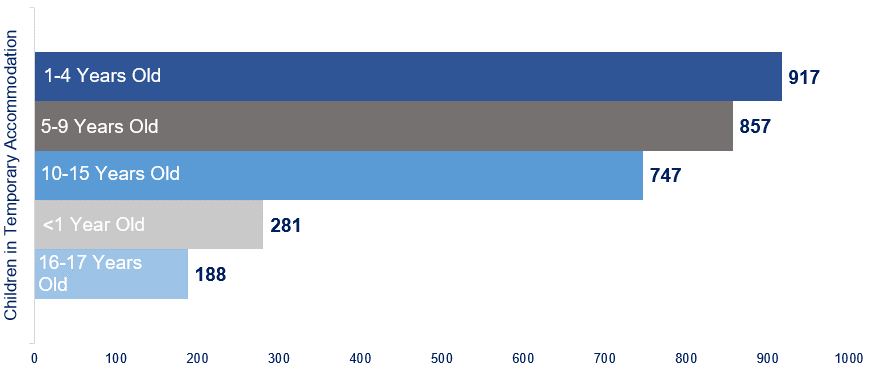 Children in Temporary Accommodation
1-4 Years Old
917
5-9 Years Old
857
10-15 Years Old
747
<1 Year Old
281
16-17 Years
Old
188
0 100 200 300 400 500 600 700 800 900 1000